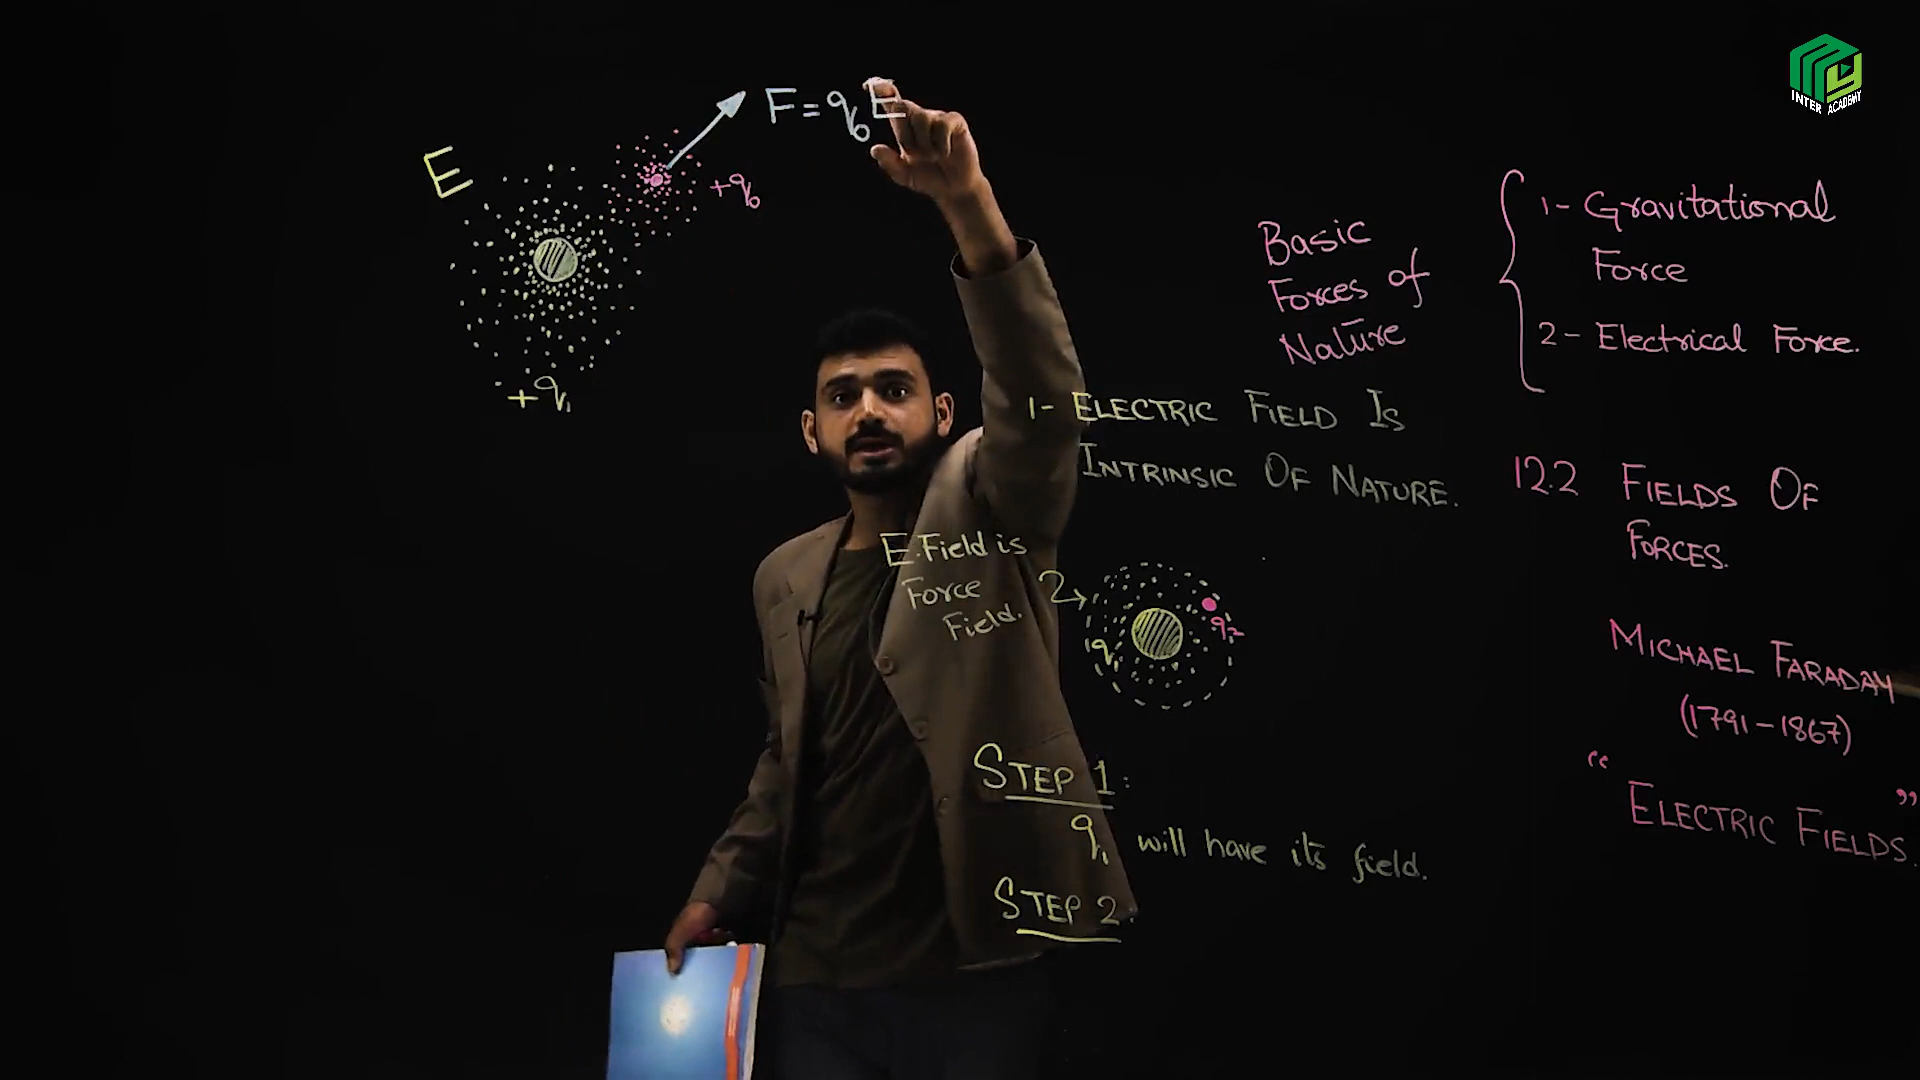 F = q₀E
E
+q₀
+q₁
Basic
Forces of
Nature
1- Gravitational
Force
2- Electrical Force.
1- ELECTRIC FIELD IS
INTRINSIC OF NATURE.
12.2 FIELDS OF
FORCES.
E. Field is
Force
Field.
2
q₁
q₂
MICHAEL FARADAY
(1791-1867)
"ELECTRIC FIELDS."
STEP 1:
q₁ will have its field.
STEP 2:
INTER ACADEMY